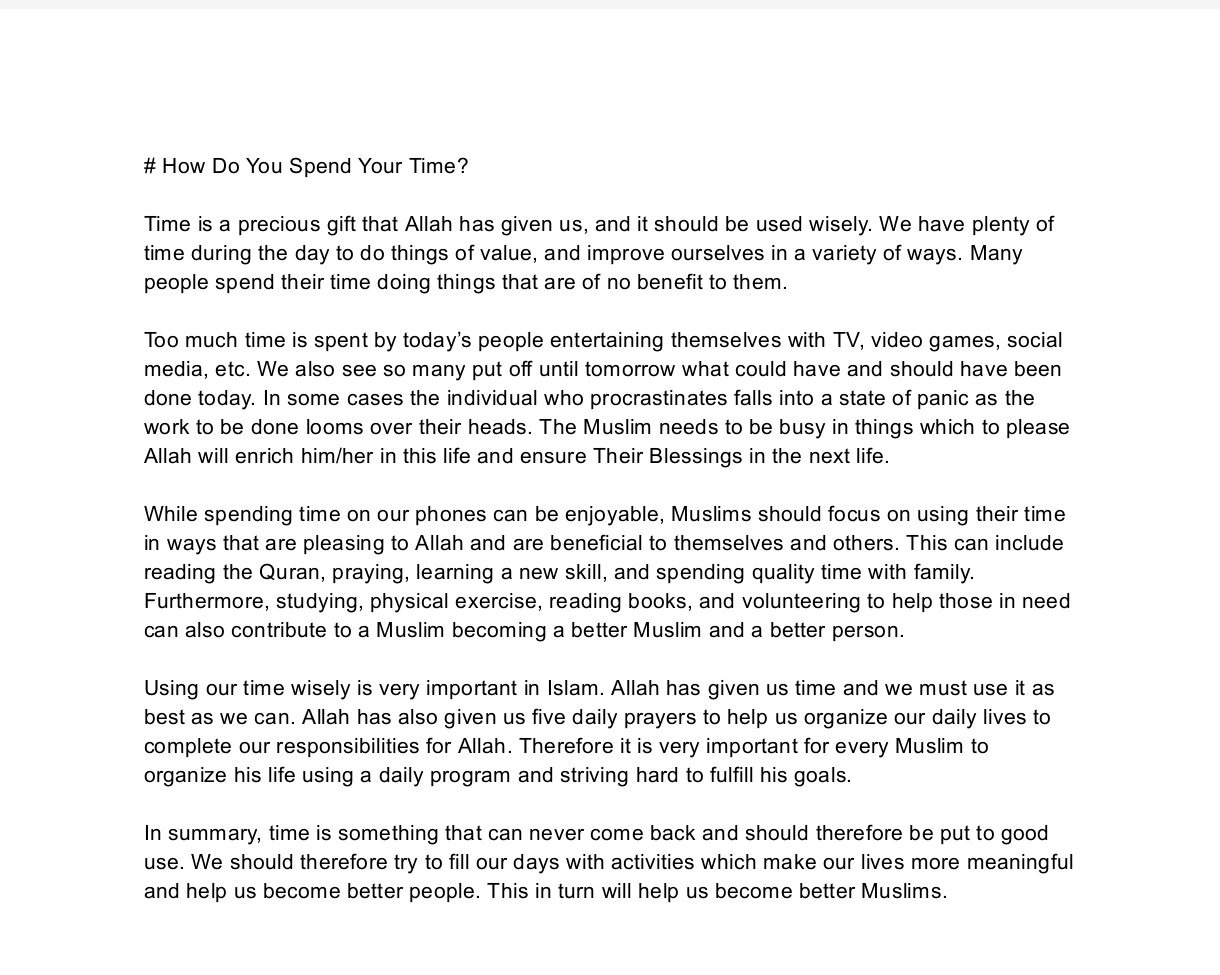 # How Do You Spend Your Time?
Time is a precious gift that Allah has given us, and it should be used wisely. We have plenty of
time during the day to do things of value, and improve ourselves in a variety of ways. Many
people spend their time doing things that are of no benefit to them.
Too much time is spent by today’s people entertaining themselves with TV, video games, social
media, etc. We also see so many put off until tomorrow what could have and should have been
done today. In some cases the individual who procrastinates falls into a state of panic as the
work to be done looms over their heads. The Muslim needs to be busy in things which to please
Allah will enrich him/her in this life and ensure Their Blessings in the next life.
While spending time on our phones can be enjoyable, Muslims should focus on using their time
in ways that are pleasing to Allah and are beneficial to themselves and others. This can include
reading the Quran, praying, learning a new skill, and spending quality time with family.
Furthermore, studying, physical exercise, reading books, and volunteering to help those in need
can also contribute to a Muslim becoming a better Muslim and a better person.
Using our time wisely is very important in Islam. Allah has given us time and we must use it as
best as we can. Allah has also given us five daily prayers to help us organize our daily lives to
complete our responsibilities for Allah. Therefore it is very important for every Muslim to
organize his life using a daily program and striving hard to fulfill his goals.
In summary, time is something that can never come back and should therefore be put to good
use. We should therefore try to fill our days with activities which make our lives more meaningful
and help us become better people. This in turn will help us become better Muslims.